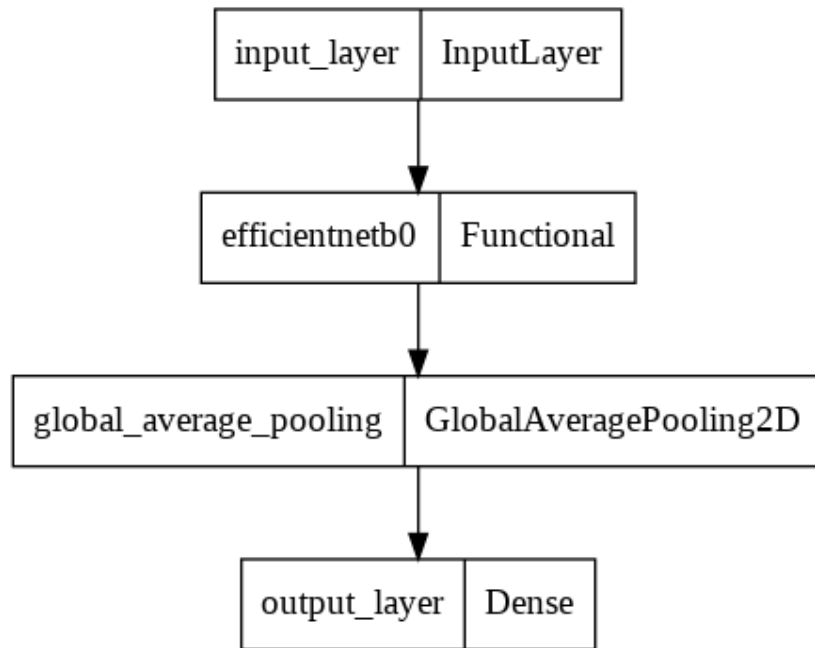 input_layer InputLayer
efficientnetb0 Functional
global_average_pooling GlobalAveragePooling2D
output_layer Dense